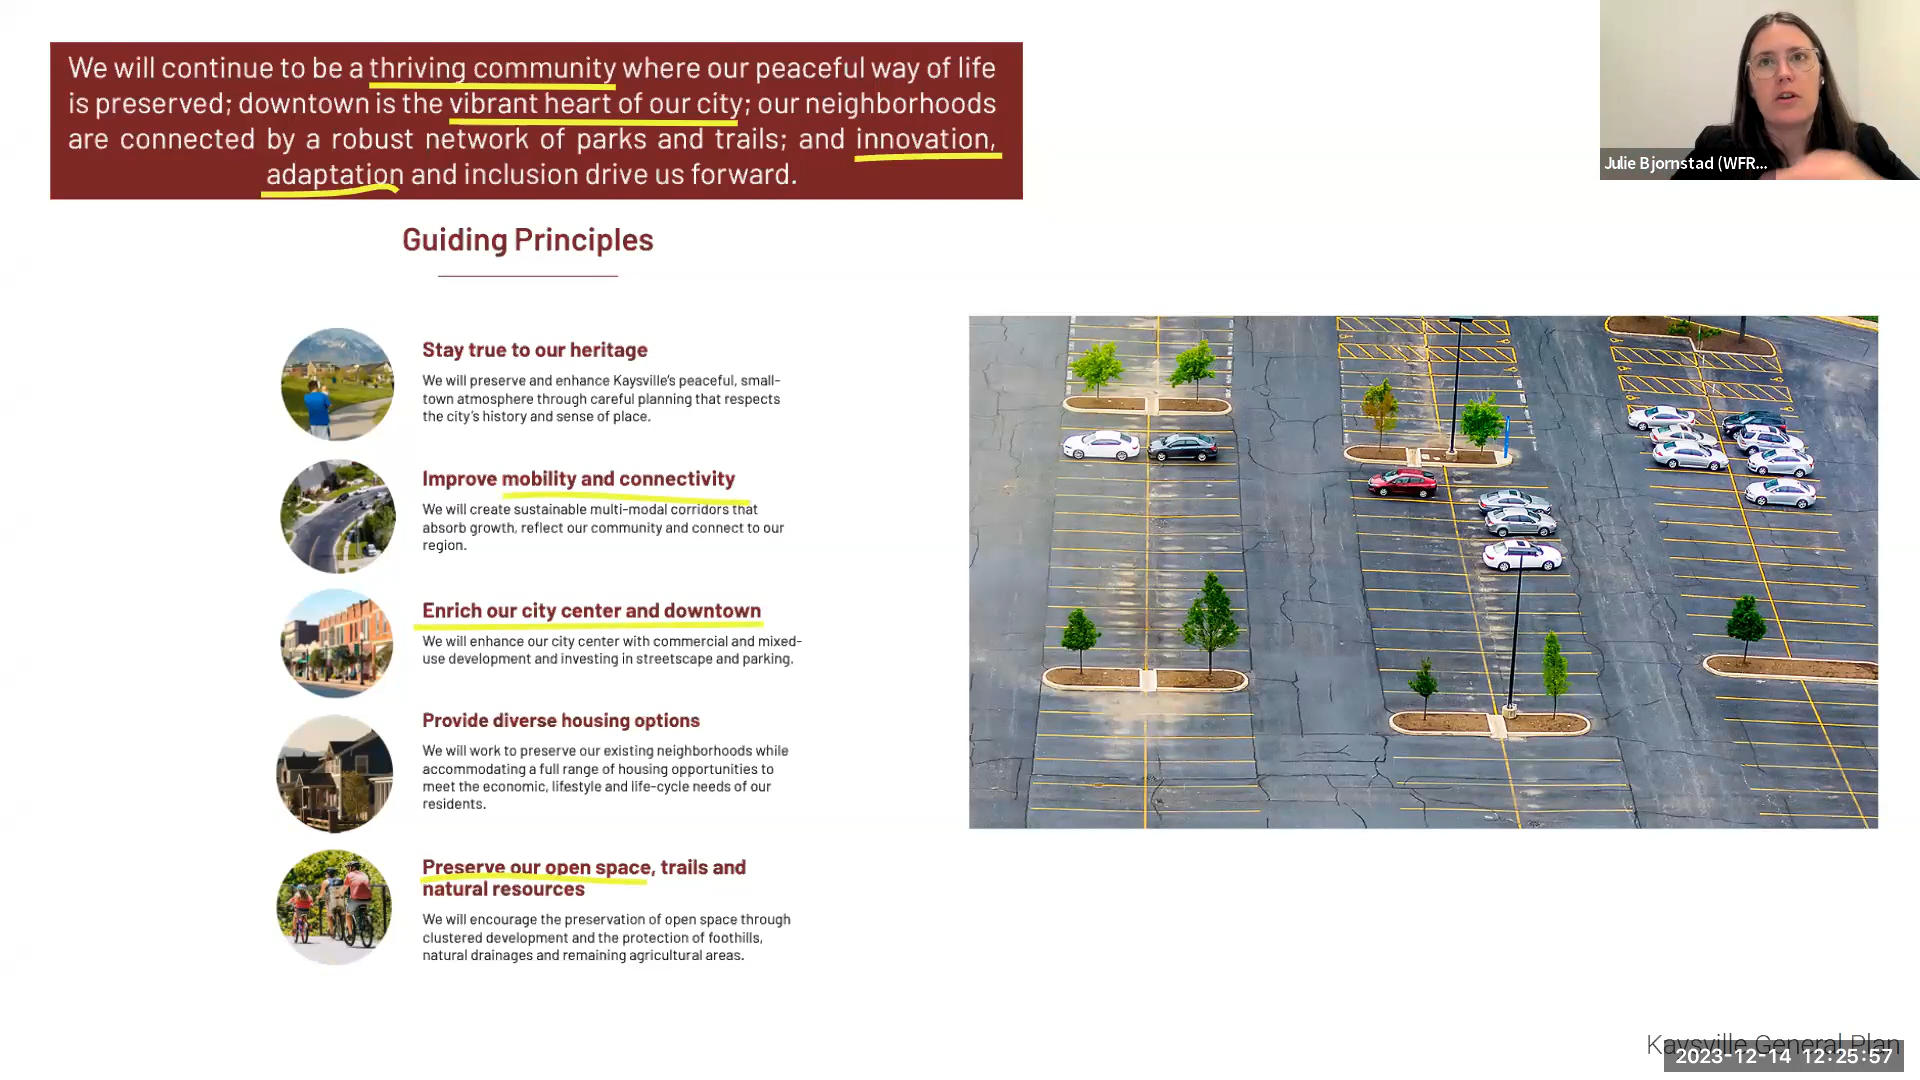 We will continue to be a thriving community where our peaceful way of life
is preserved; downtown is the vibrant heart of our city; our neighborhoods
are connected by a robust network of parks and trails; and innovation,
adaptation and inclusion drive us forward.
Julie Bjornstad (WFR...
Guiding Principles
Stay true to our heritage
We will preserve and enhance Kaysville's peaceful, small-
town atmosphere through careful planning that respects
the city's history and sense of place.
Improve mobility and connectivity
We will create sustainable multi-modal corridors that
absorb growth, reflect our community and connect to our
region.
Enrich our city center and downtown
We will enhance our city center with commercial and mixed-
use development and investing in streetscape and parking.
Provide diverse housing options
We will work to preserve our existing neighborhoods while
accommodating a full range of housing opportunities to
meet the economic, lifestyle and life-cycle needs of our
residents.
Preserve our open space, trails and
natural resources
We will encourage the preservation of open space through
clustered development and the protection of foothills,
natural drainages and remaining agricultural areas.
Kaysville General Plan
2023-12-14 12:25:57